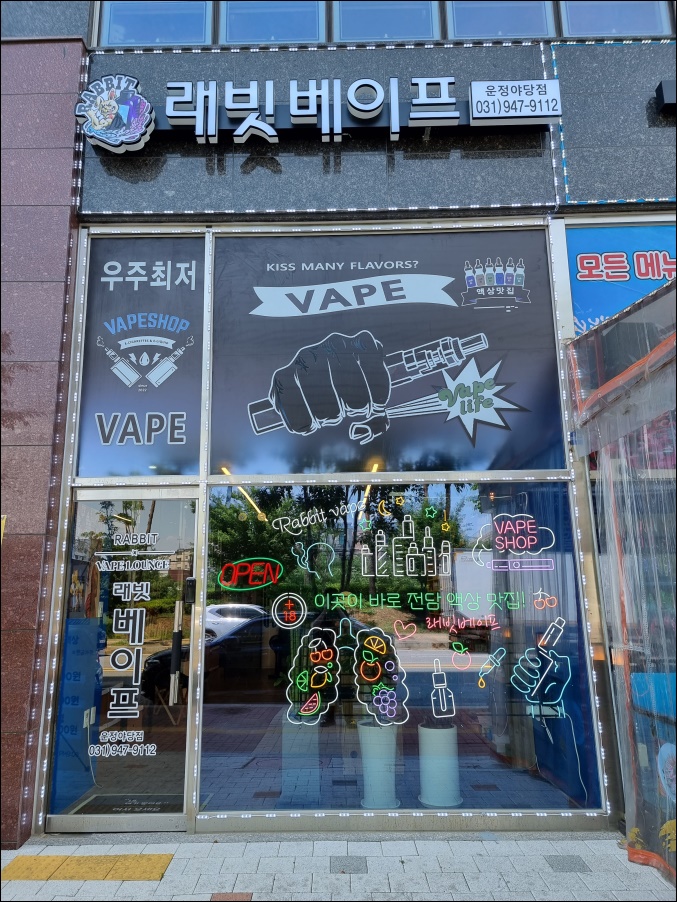 RABBIT
래빗 베이프
운정야당점
031)947-9112
우주최저
VAPESHOP
VAPE
KISS MANY FLAVORS?
VAPE
액상맛집
Vape
life
모든 메뉴
RABBIT
VAPE LOUNGE
래빗
베이프
운정야당점
031)947-9112
Rabbit vape
OPEN
VAPE
SHOP
+
18
이곳이 바로 전담 액상 맛집!
래빗베이프